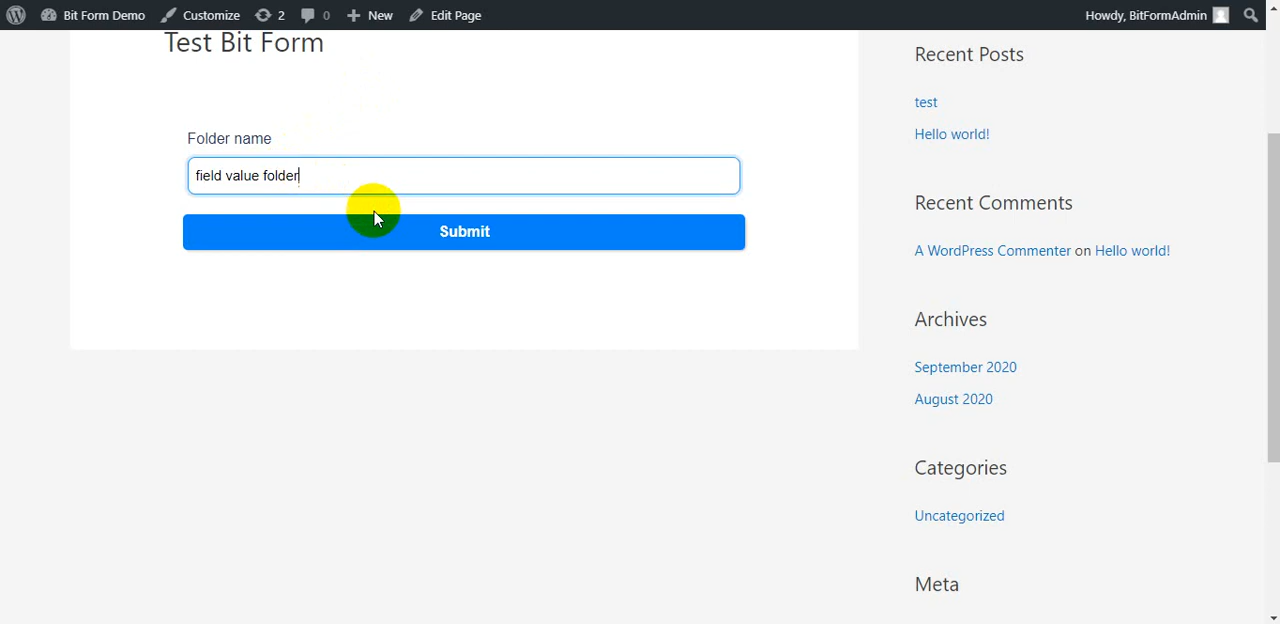 Bit Form Demo Customize 2 0 New Edit Page Howdy, BitFormAdmin
Test Bit Form
Folder name
field value folder
Submit
Recent Posts
test
Hello world!
Recent Comments
A WordPress Commenter on Hello world!
Archives
September 2020
August 2020
Categories
Uncategorized
Meta